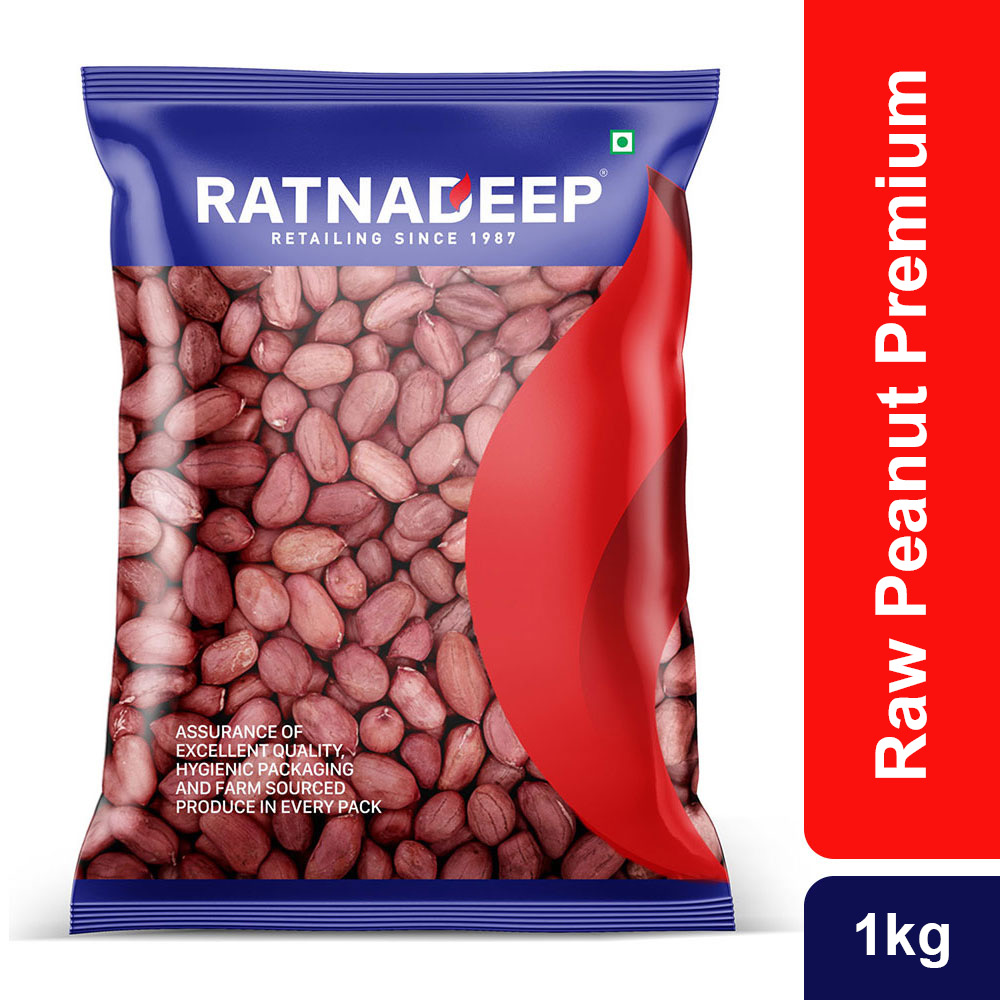 RATNADEEP®
RETAILING SINCE 1987
ASSURANCE OF
EXCELLENT QUALITY,
HYGIENIC PACKAGING
AND FARM SOURCED
PRODUCE IN EVERY PACK
Raw Peanut Premium
1kg